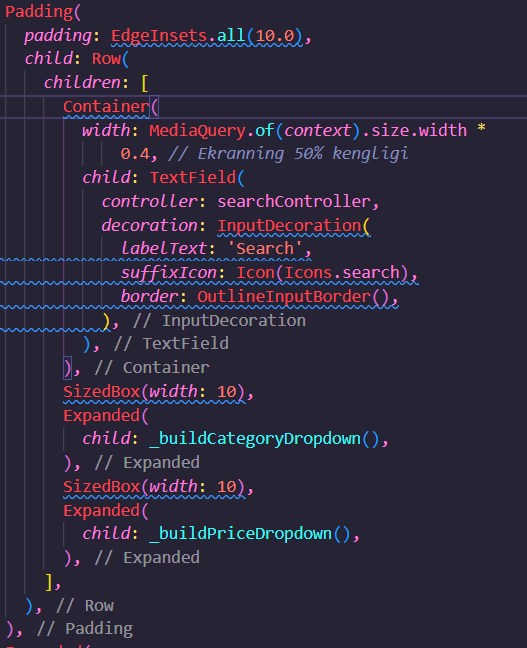 Padding(
padding: EdgeInsets.all(10.0),
child: Row(
children: [
Container(
width: MediaQuery.of(context).size.width *
0.4, // Ekranning 50% kengligi
child: TextField(
controller: searchController,
decoration: InputDecoration(
labelText: 'Search',
suffixIcon: Icon(Icons.search),
border: OutlineInputBorder(),
), // InputDecoration
), // TextField
), // Container
SizedBox(width: 10),
Expanded(
child: _buildCategoryDropdown(),
), // Expanded
SizedBox(width: 10),
Expanded(
child: _buildPriceDropdown(),
), // Expanded
],
), // Row
), // Padding